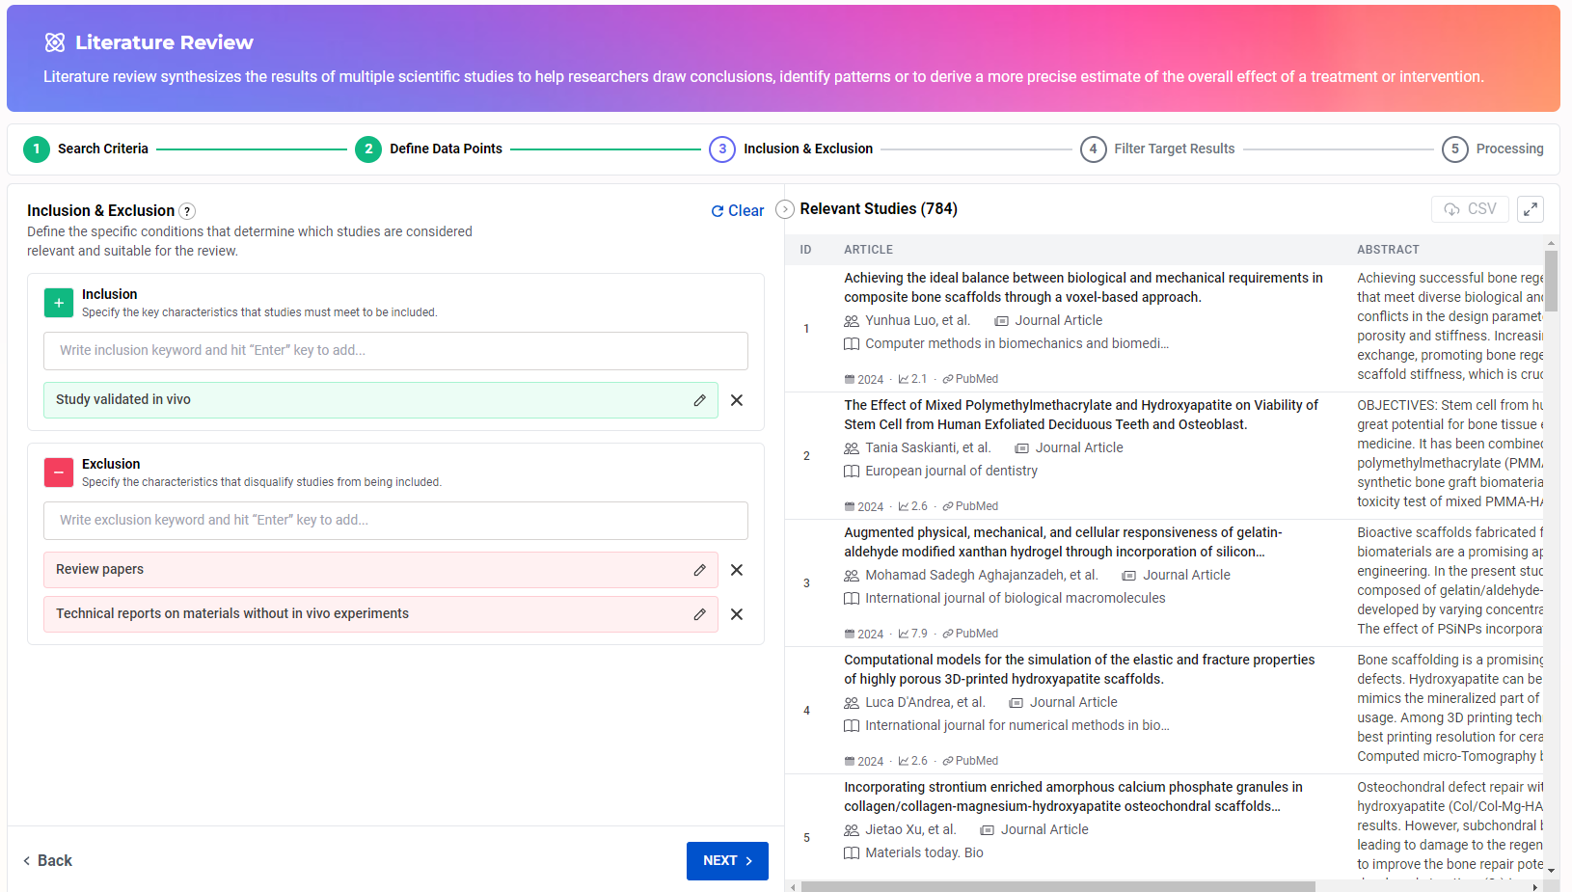 Literature Review
Literature review synthesizes the results of multiple scientific studies to help researchers draw conclusions, identify patterns or to derive a more precise estimate of the overall effect of a treatment or intervention.
1 Search Criteria
2 Define Data Points
3 Inclusion & Exclusion
4 Filter Target Results
5 Processing
Inclusion & Exclusion ?
Clear
Define the specific conditions that determine which studies are considered
relevant and suitable for the review.
Inclusion
Specify the key characteristics that studies must meet to be included.
Write inclusion keyword and hit “Enter” key to add...
Study validated in vivo
Exclusion
Specify the characteristics that disqualify studies from being included.
Write exclusion keyword and hit “Enter” key to add...
Review papers
Technical reports on materials without in vivo experiments
Back
NEXT
Relevant Studies (784)
CSV
ID ARTICLE ABSTRACT
1
Achieving the ideal balance between biological and mechanical requirements in
composite bone scaffolds through a voxel-based approach.
Yunhua Luo, et al. Journal Article
Computer methods in biomechanics and biomedi...
2024 · 2.1 · PubMed
Achieving successful bone rege
that meet diverse biological an
conflicts in the design paramet
porosity and stiffness. Increasi
exchange, promoting bone rege
scaffold stiffness, which is cruc
2
The Effect of Mixed Polymethylmethacrylate and Hydroxyapatite on Viability of
Stem Cell from Human Exfoliated Deciduous Teeth and Osteoblast.
Tania Saskianti, et al. Journal Article
European journal of dentistry
2024 · 2.6 · PubMed
OBJECTIVES: Stem cell from hu
great potential for bone tissue e
medicine. It has been combine
polymethylmethacrylate (PMMA
synthetic bone graft biomateria
toxicity test of mixed PMMA-HA
3
Augmented physical, mechanical, and cellular responsiveness of gelatin-
aldehyde modified xanthan hydrogel through incorporation of silicon...
Mohamad Sadegh Aghajanzadeh, et al. Journal Article
International journal of biological macromolecules
2024 · 7.9 · PubMed
Bioactive scaffolds fabricated f
biomaterials are a promising ap
engineering. In the present stud
composed of gelatin/aldehyde-
developed by varying concentra
The effect of PSiNPs incorporat
4
Computational models for the simulation of the elastic and fracture properties
of highly porous 3D-printed hydroxyapatite scaffolds.
Luca D'Andrea, et al. Journal Article
International journal for numerical methods in bio...
2024 · 2.6 · PubMed
Bone scaffolding is a promising
defects. Hydroxyapatite can be
mimics the mineralized part of
usage. Among 3D printing tech
best printing resolution for cera
Computed micro-Tomography b
5
Incorporating strontium enriched amorphous calcium phosphate granules in
collagen/collagen-magnesium-hydroxyapatite osteochondral scaffolds...
Jietao Xu, et al. Journal Article
Materials today. Bio
Osteochondral defect repair wit
hydroxyapatite (Col/Col-Mg-HA
results. However, subchondral b
leading to damage to the regen
to improve the bone repair pote